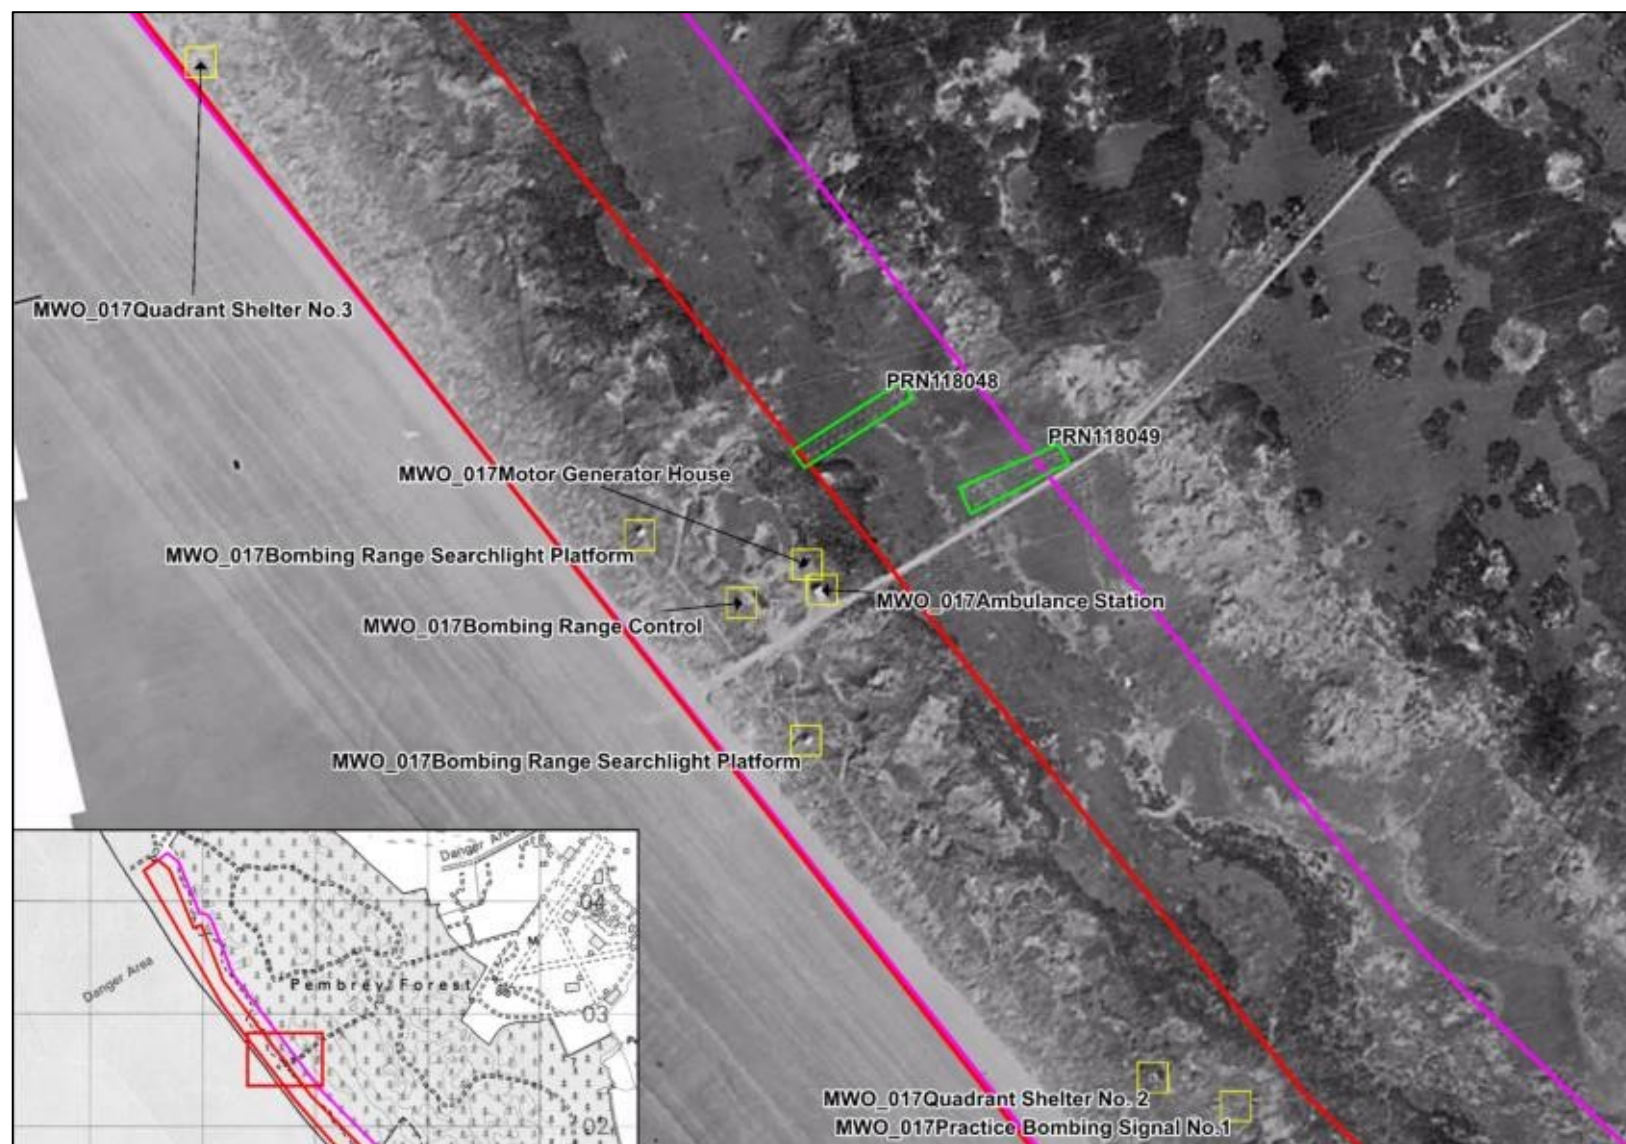 MWO_017Quadrant Shelter No.3
PRN118048
PRN118049
MWO_017Motor Generator House
MWO_017Bombing Range Searchlight Platform
MWO_017Ambulance Station
MWO_017Bombing Range Control
MWO_017Bombing Range Searchlight Platform
Danger Area
04
M
Danger Area
Pembrey Forest
03
MWO_017Quadrant Shelter No. 2
MWO_017Practice Bombing Signal No.1
02